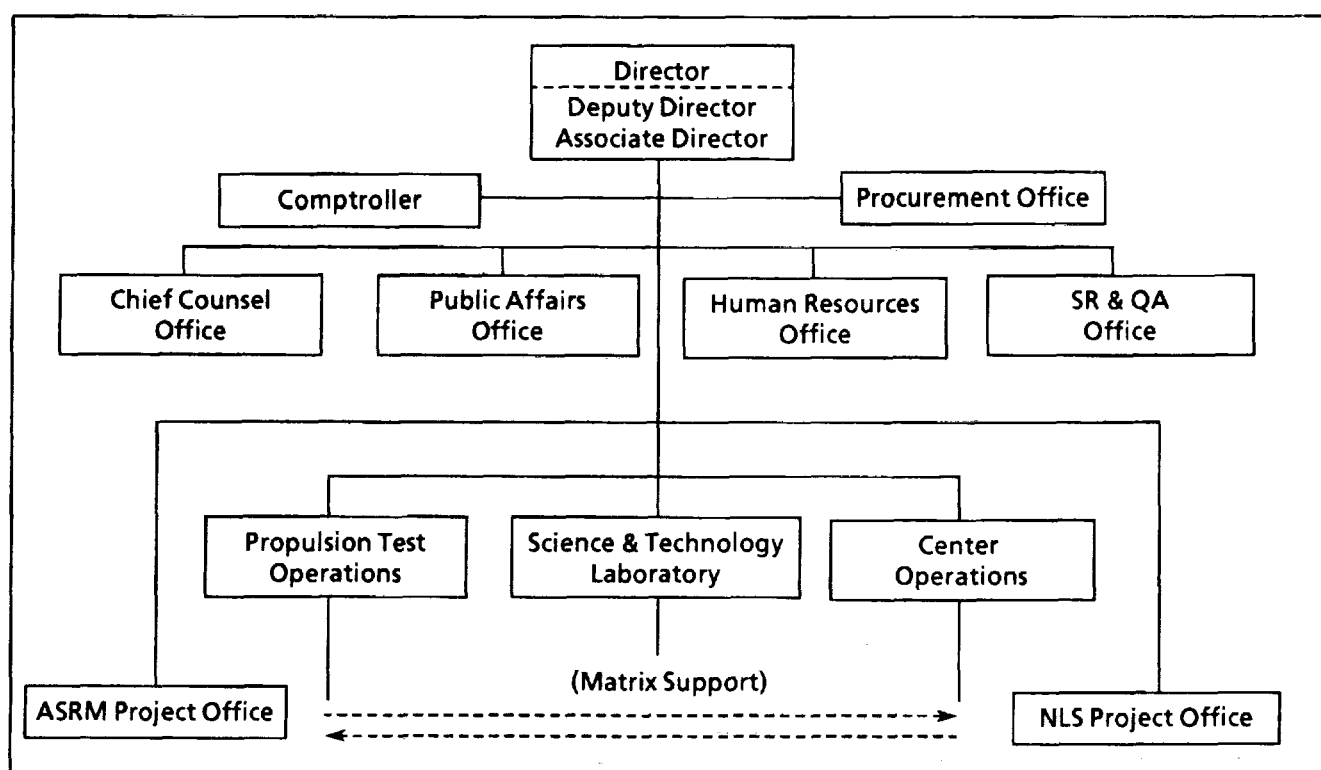 Director
Deputy Director
Associate Director
Comptroller
Procurement Office
Chief Counsel
Office
Public Affairs
Office
Human Resources
Office
SR & QA
Office
Propulsion Test
Operations
Science & Technology
Laboratory
Center
Operations
(Matrix Support)
ASRM Project Office
NLS Project Office